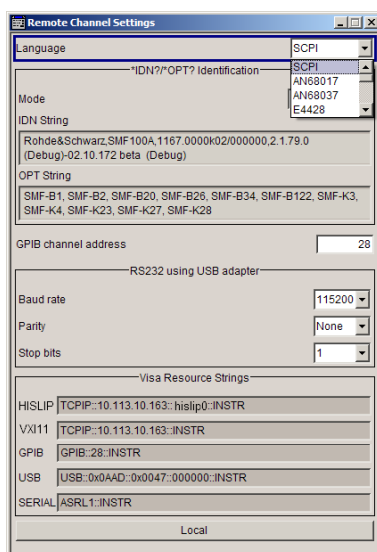 Remote Channel Settings
Language SCPI
SCPI
AN68017
AN68037
E4428
*IDN?/*OPT? Identification
Mode
IDN String
Rohde&Schwarz,SMF100A,1167.0000k02/000000,2.1.79.0
(Debug)-02.10.172 beta (Debug)
OPT String
SMF-B1, SMF-B2, SMF-B20, SMF-B26, SMF-B34, SMF-B122, SMF-K3,
SMF-K4, SMF-K23, SMF-K27, SMF-K28
GPIB channel address 28
RS232 using USB adapter
Baud rate 115200
Parity None
Stop bits 1
Visa Resource Strings
HISLIP TCPIP::10.113.10.163::hislip0::INSTR
VXI11 TCPIP::10.113.10.163::INSTR
GPIB GPIB::28::INSTR
USB USB::0x0AAD::0x0047::000000::INSTR
SERIAL ASRL1::INSTR
Local